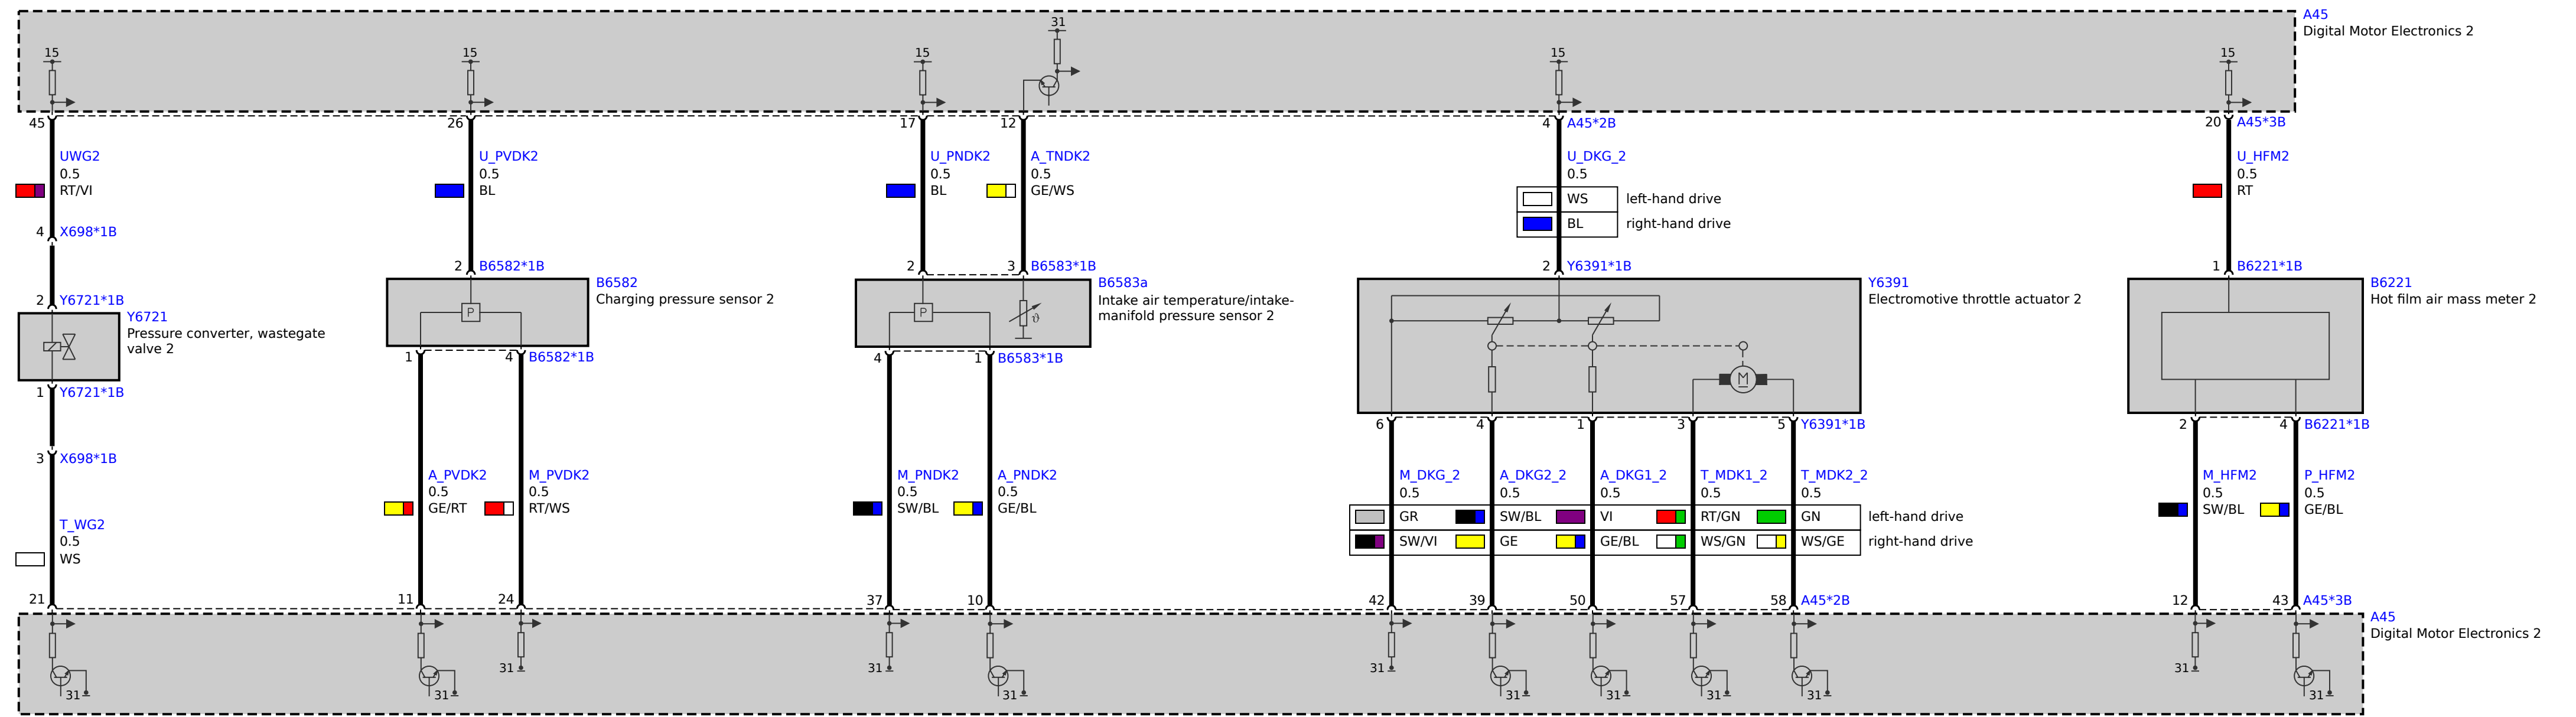 A45
Digital Motor Electronics 2
31
15
15
15
15
15
45
26
17
12
4 A45*2B
20 A45*3B
UWG2
0.5
RT/VI
U_PVDK2
0.5
BL
U_PNDK2
0.5
BL
A_TNDK2
0.5
GE/WS
U_DKG_2
0.5
WS left-hand drive
BL right-hand drive
U_HFM2
0.5
RT
4 X698*1B
2 B6582*1B
2
3 B6583*1B
2 Y6391*1B
1 B6221*1B
2 Y6721*1B
Y6721
Pressure converter, wastegate
valve 2
P
B6582
Charging pressure sensor 2
P
ϑ
B6583a
Intake air temperature/intake-
manifold pressure sensor 2
M
Y6391
Electromotive throttle actuator 2
B6221
Hot film air mass meter 2
1 Y6721*1B
1
4 B6582*1B
4
1 B6583*1B
6
4
1
3
5 Y6391*1B
2
4 B6221*1B
3 X698*1B
T_WG2
0.5
WS
A_PVDK2
0.5
GE/RT
M_PVDK2
0.5
RT/WS
M_PNDK2
0.5
SW/BL
A_PNDK2
0.5
GE/BL
M_DKG_2
0.5
A_DKG2_2
0.5
A_DKG1_2
0.5
T_MDK1_2
0.5
T_MDK2_2
0.5
GR SW/BL VI RT/GN GN left-hand drive
SW/VI GE GE/BL WS/GN WS/GE right-hand drive
M_HFM2
0.5
SW/BL
P_HFM2
0.5
GE/BL
21
11
24
37
10
42
39
50
57
58 A45*2B
12
43 A45*3B
A45
Digital Motor Electronics 2
31
31
31
31
31
31
31
31
31
31
31
31